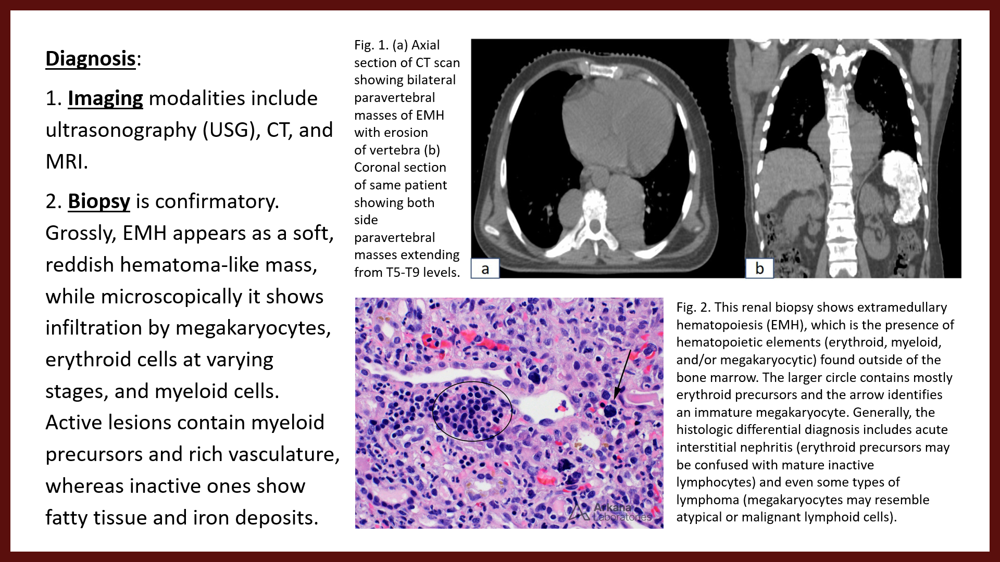 Diagnosis:
1. Imaging modalities include
ultrasonography (USG), CT, and
MRI.
2. Biopsy is confirmatory.
Grossly, EMH appears as a soft,
reddish hematoma-like mass,
while microscopically it shows
infiltration by megakaryocytes,
erythroid cells at varying
stages, and myeloid cells.
Active lesions contain myeloid
precursors and rich vasculature,
whereas inactive ones show
fatty tissue and iron deposits.
Fig. 1. (a) Axial
section of CT scan
showing bilateral
paravertebral
masses of EMH
with erosion
of vertebra (b)
Coronal section
of same patient
showing both
side
paravertebral
masses extending
from T5-T9 levels.
a
b
Arkana
Laboratories
Fig. 2. This renal biopsy shows extramedullary
hematopoiesis (EMH), which is the presence of
hematopoietic elements (erythroid, myeloid,
and/or megakaryocytic) found outside of the
bone marrow. The larger circle contains mostly
erythroid precursors and the arrow identifies
an immature megakaryocyte. Generally, the
histologic differential diagnosis includes acute
interstitial nephritis (erythroid precursors may
be confused with mature inactive
lymphocytes) and even some types of
lymphoma (megakaryocytes may resemble
atypical or malignant lymphoid cells).